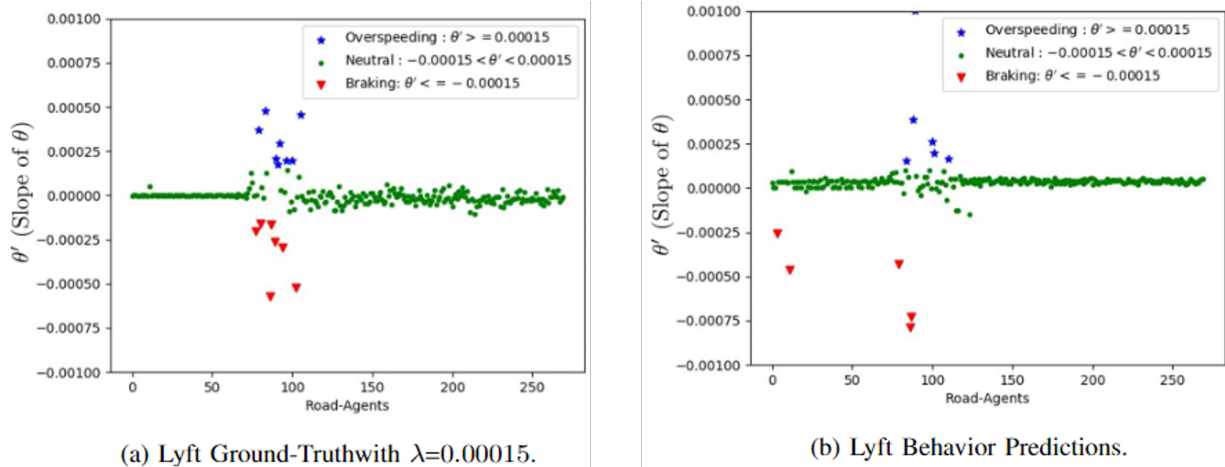 0.00100
0.00075
0.00050
0.00025
0.00000
−0.00025
−0.00050
−0.00075
−0.00100
θ′ (Slope of θ)
Overspeeding : θ′ >= 0.00015
Neutral : −0.00015 < θ′ < 0.00015
Braking: θ′ <= − 0.00015
0 50 100 150 200 250
Road-Agents
(a) Lyft Ground-Truthwith λ=0.00015.
0.00100
0.00075
0.00050
0.00025
0.00000
−0.00025
−0.00050
−0.00075
−0.00100
θ′ (Slope of θ)
Overspeeding : θ′ >= 0.00015
Neutral : −0.00015 < θ′ < 0.00015
Braking: θ′ <= − 0.00015
0 50 100 150 200 250
Road-Agents
(b) Lyft Behavior Predictions.